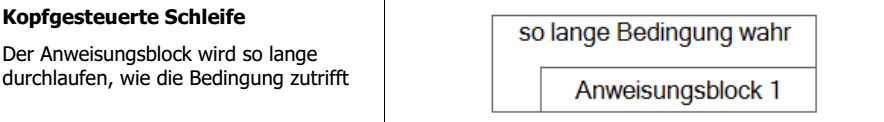 Kopfgesteuerte Schleife
Der Anweisungsblock wird so lange
durchlaufen, wie die Bedingung zutrifft
so lange Bedingung wahr
Anweisungsblock 1